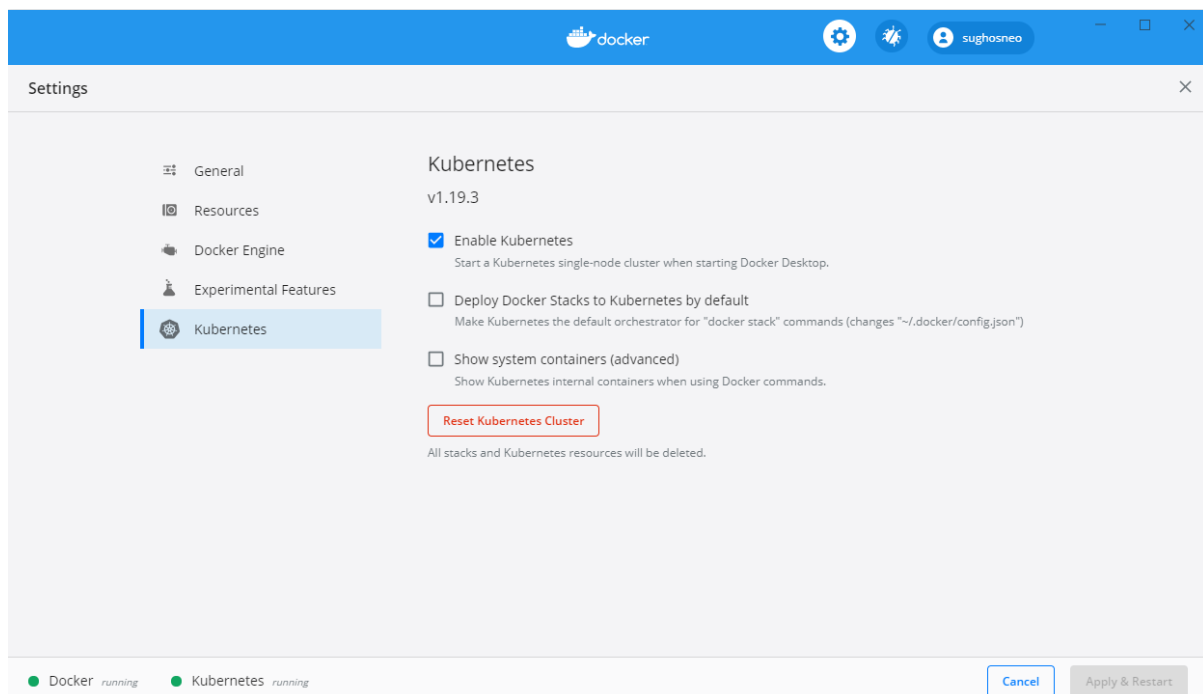 docker
sughosneo
Settings
General
Resources
Docker Engine
Experimental Features
Kubernetes
Kubernetes
v1.19.3
Enable Kubernetes
Start a Kubernetes single-node cluster when starting Docker Desktop.
Deploy Docker Stacks to Kubernetes by default
Make Kubernetes the default orchestrator for "docker stack" commands (changes "~/.docker/config.json")
Show system containers (advanced)
Show Kubernetes internal containers when using Docker commands.
Reset Kubernetes Cluster
All stacks and Kubernetes resources will be deleted.
Docker running
Kubernetes running
Cancel
Apply & Restart